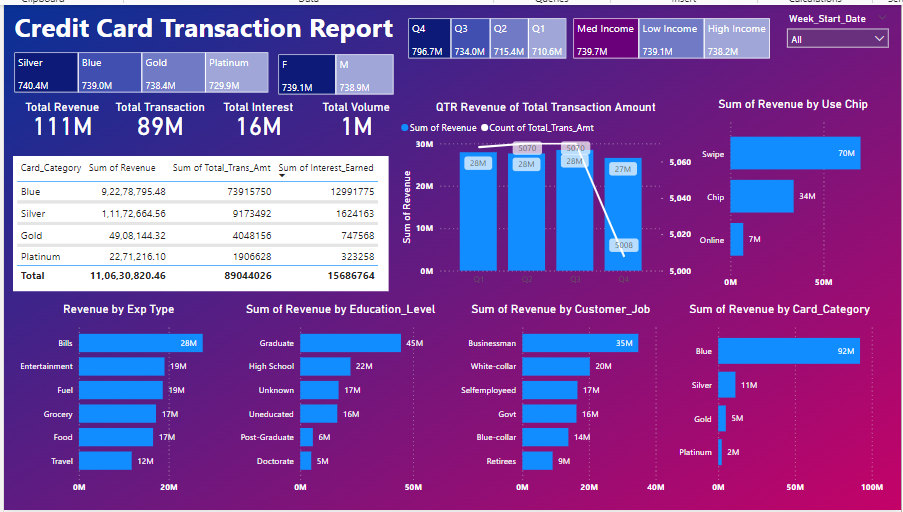 Clipboard Data Queries Insert Calculations
Credit Card Transaction Report
Q4 Q3 Q2 Q1
796.7M 734.0M 715.4M 710.6M
Med Income Low Income High Income
739.7M 739.1M 738.2M
Week_Start_Date
All
Silver Blue Gold Platinum
740.4M 739.0M 738.4M 729.9M
F M
739.1M 738.9M
Total Revenue Total Transaction Total Interest Total Volume
111M 89M 16M 1M
Card_Category Sum of Revenue Sum of Total_Trans_Amt Sum of Interest_Earned
Blue 9,22,78,795.48 73915750 12991775
Silver 1,11,72,664.56 9173492 1624163
Gold 49,08,144.32 4048156 747568
Platinum 22,71,216.10 1906628 323258
Total 11,06,30,820.46 89044026 15686764
QTR Revenue of Total Transaction Amount
Sum of Revenue Count of Total_Trans_Amt
Sum of Revenue
30M
20M
10M
0M
28M 28M 28M 27M
5070 5070 5008
5,060
5,040
5,020
5,000
Q1 Q2 Q3 Q4
Sum of Revenue by Use Chip
Swipe 70M
Chip 34M
Online 7M
0M 50M
Revenue by Exp Type
Bills 28M
Entertainment 19M
Fuel 19M
Grocery 17M
Food 17M
Travel 12M
0M 20M
Sum of Revenue by Education_Level
Graduate 45M
High School 22M
Unknown 17M
Uneducated 16M
Post-Graduate 6M
Doctorate 5M
0M 50M
Sum of Revenue by Customer_Job
Businessman 35M
White-collar 20M
Selfemployeed 17M
Govt 16M
Blue-collar 14M
Retirees 9M
0M 20M 40M
Sum of Revenue by Card_Category
Blue 92M
Silver 11M
Gold 5M
Platinum 2M
0M 50M 100M